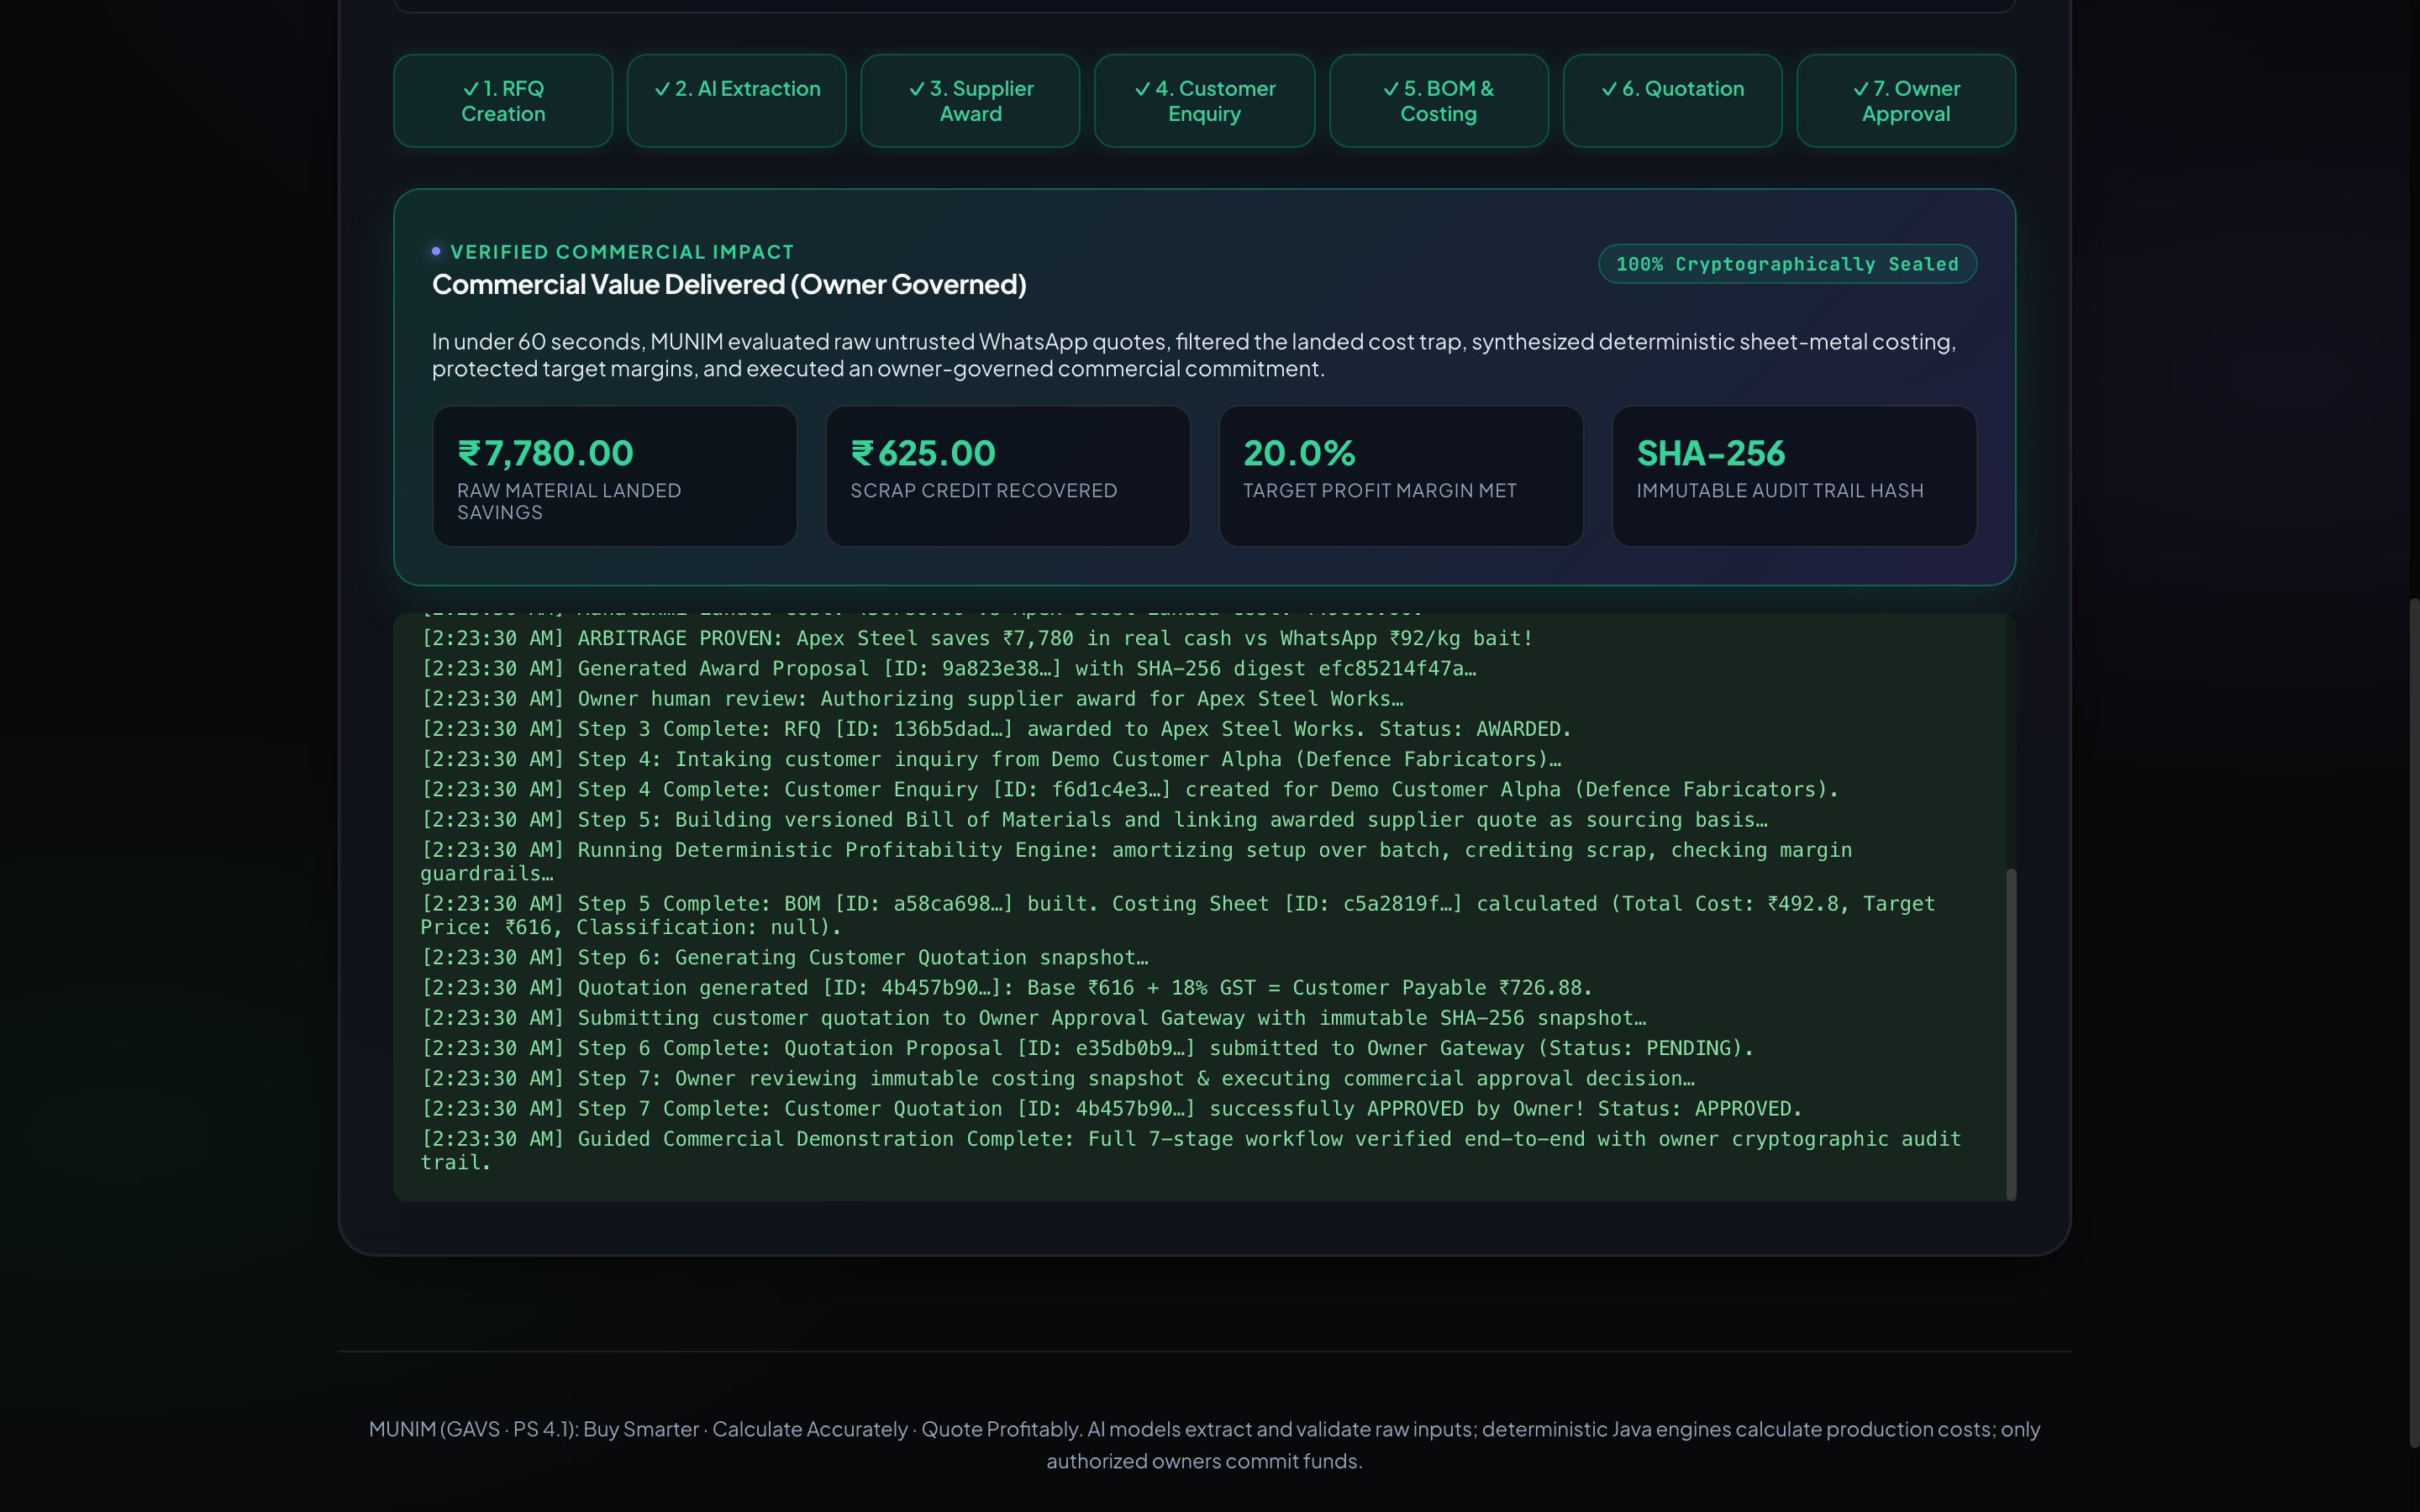 ✓ 1. RFQ
Creation
✓ 2. AI Extraction
✓ 3. Supplier
Award
✓ 4. Customer
Enquiry
✓ 5. BOM &
Costing
✓ 6. Quotation
✓ 7. Owner
Approval
VERIFIED COMMERCIAL IMPACT
Commercial Value Delivered (Owner Governed)
100% Cryptographically Sealed
In under 60 seconds, MUNIM evaluated raw untrusted WhatsApp quotes, filtered the landed cost trap, synthesized deterministic sheet-metal costing,
protected target margins, and executed an owner-governed commercial commitment.
₹7,780.00
RAW MATERIAL LANDED
SAVINGS
₹625.00
SCRAP CREDIT RECOVERED
20.0%
TARGET PROFIT MARGIN MET
SHA-256
IMMUTABLE AUDIT TRAIL HASH
[2:23:30 AM] ARBITRAGE PROVEN: Apex Steel saves ₹7,780 in real cash vs WhatsApp ₹92/kg bait!
[2:23:30 AM] Generated Award Proposal [ID: 9a823e38…] with SHA-256 digest efc85214f47a…
[2:23:30 AM] Owner human review: Authorizing supplier award for Apex Steel Works…
[2:23:30 AM] Step 3 Complete: RFQ [ID: 136b5dad…] awarded to Apex Steel Works. Status: AWARDED.
[2:23:30 AM] Step 4: Intaking customer inquiry from Demo Customer Alpha (Defence Fabricators)…
[2:23:30 AM] Step 4 Complete: Customer Enquiry [ID: f6d1c4e3…] created for Demo Customer Alpha (Defence Fabricators).
[2:23:30 AM] Step 5: Building versioned Bill of Materials and linking awarded supplier quote as sourcing basis…
[2:23:30 AM] Running Deterministic Profitability Engine: amortizing setup over batch, crediting scrap, checking margin
guardrails…
[2:23:30 AM] Step 5 Complete: BOM [ID: a58ca698…] built. Costing Sheet [ID: c5a2819f…] calculated (Total Cost: ₹492.8, Target
Price: ₹616, Classification: null).
[2:23:30 AM] Step 6: Generating Customer Quotation snapshot…
[2:23:30 AM] Quotation generated [ID: 4b457b90…]: Base ₹616 + 18% GST = Customer Payable ₹726.88.
[2:23:30 AM] Submitting customer quotation to Owner Approval Gateway with immutable SHA-256 snapshot…
[2:23:30 AM] Step 6 Complete: Quotation Proposal [ID: e35db0b9…] submitted to Owner Gateway (Status: PENDING).
[2:23:30 AM] Step 7: Owner reviewing immutable costing snapshot & executing commercial approval decision…
[2:23:30 AM] Step 7 Complete: Customer Quotation [ID: 4b457b90…] successfully APPROVED by Owner! Status: APPROVED.
[2:23:30 AM] Guided Commercial Demonstration Complete: Full 7-stage workflow verified end-to-end with owner cryptographic audit
trail.
MUNIM (GAVS · PS 4.1): Buy Smarter · Calculate Accurately · Quote Profitably. AI models extract and validate raw inputs; deterministic Java engines calculate production costs; only
authorized owners commit funds.